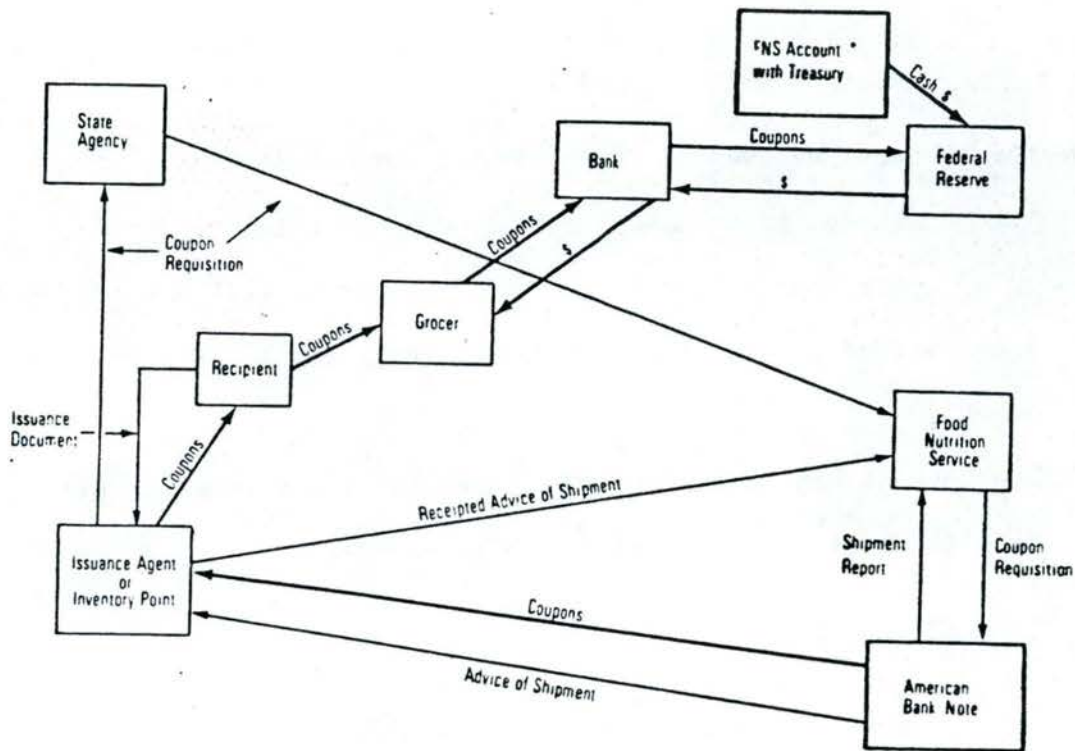 FNS Account *
with Treasury
Cash $
State
Agency
Bank
Coupons
$
Federal
Reserve
Coupon
Requisition
Coupons
$
Grocer
Coupons
Recipient
Issuance
Document
Coupons
Food
Nutrition
Service
Receipted Advice of Shipment
Shipment
Report
Coupon
Requisition
Issuance Agent
or
Inventory Point
Coupons
Advice of Shipment
American
Bank Note